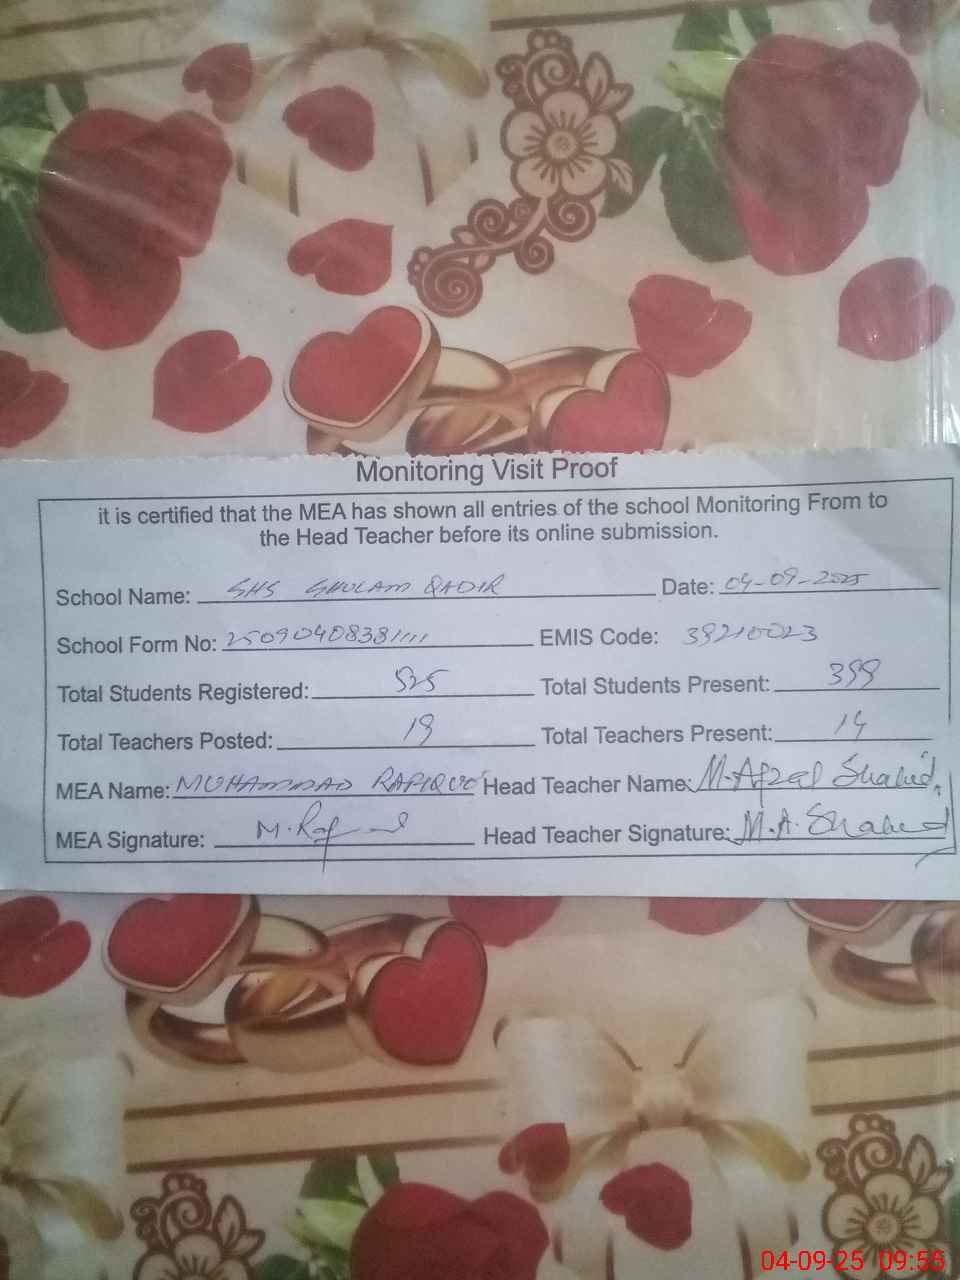 Monitoring Visit Proof
it is certified that the MEA has shown all entries of the school Monitoring From to
the Head Teacher before its online submission.
School Name: GHS GHULAM QADIR Date: 04-09-2025
School Form No: EMIS Code: 38210023
Total Students Registered: 525 Total Students Present: 399
Total Teachers Posted: 19 Total Teachers Present: 14
MEA Name: MUHAMMAD RAFIQUE Head Teacher Name: M. Afzal Shahid
MEA Signature: Head Teacher Signature: M. A. Shahid
04-09-25 09:55